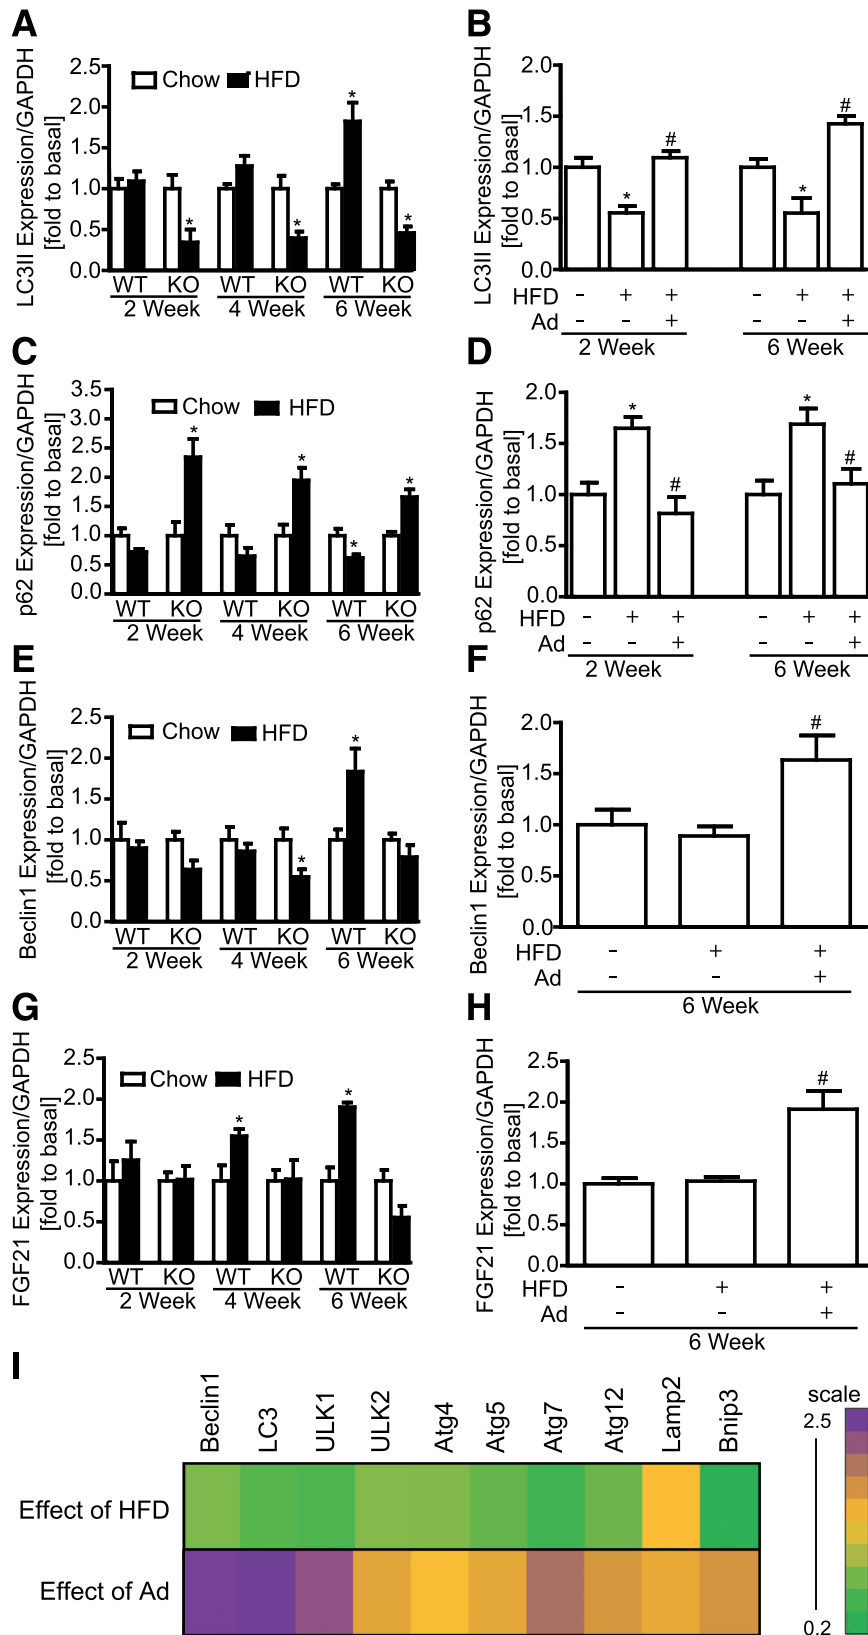 A
LC3II Expression/GAPDH
[fold to basal]
2.5
2.0
1.5
1.0
0.5
0.0
Chow HFD
* * * * *
WT KO WT KO WT KO
2 Week 4 Week 6 Week
B
LC3II Expression/GAPDH
[fold to basal]
2.0
1.5
1.0
0.5
0.0
* # * #
HFD - + + - + +
Ad - - + - - +
2 Week 6 Week
C
p62 Expression/GAPDH
[fold to basal]
3.5
3.0
2.5
2.0
1.5
1.0
0.5
0.0
Chow HFD
* * * *
WT KO WT KO WT KO
2 Week 4 Week 6 Week
D
p62 Expression/GAPDH
[fold to basal]
2.0
1.5
1.0
0.5
0.0
* # * #
HFD - + + - + +
Ad - - + - - +
2 Week 6 Week
E
Beclin1 Expression/GAPDH
[fold to basal]
2.5
2.0
1.5
1.0
0.5
0.0
Chow HFD
* *
WT KO WT KO WT KO
2 Week 4 Week 6 Week
F
Beclin1 Expression/GAPDH
[fold to basal]
2.0
1.5
1.0
0.5
0.0
#
HFD - + +
Ad - - +
6 Week
G
FGF21 Expression/GAPDH
[fold to basal]
2.5
2.0
1.5
1.0
0.5
0.0
Chow HFD
* *
WT KO WT KO WT KO
2 Week 4 Week 6 Week
H
FGF21 Expression/GAPDH
[fold to basal]
2.5
2.0
1.5
1.0
0.5
0.0
#
HFD - + +
Ad - - +
6 Week
I
Beclin1 LC3 ULK1 ULK2 Atg4 Atg5 Atg7 Atg12 Lamp2 Bnip3
Effect of HFD
Effect of Ad
scale
2.5
0.2